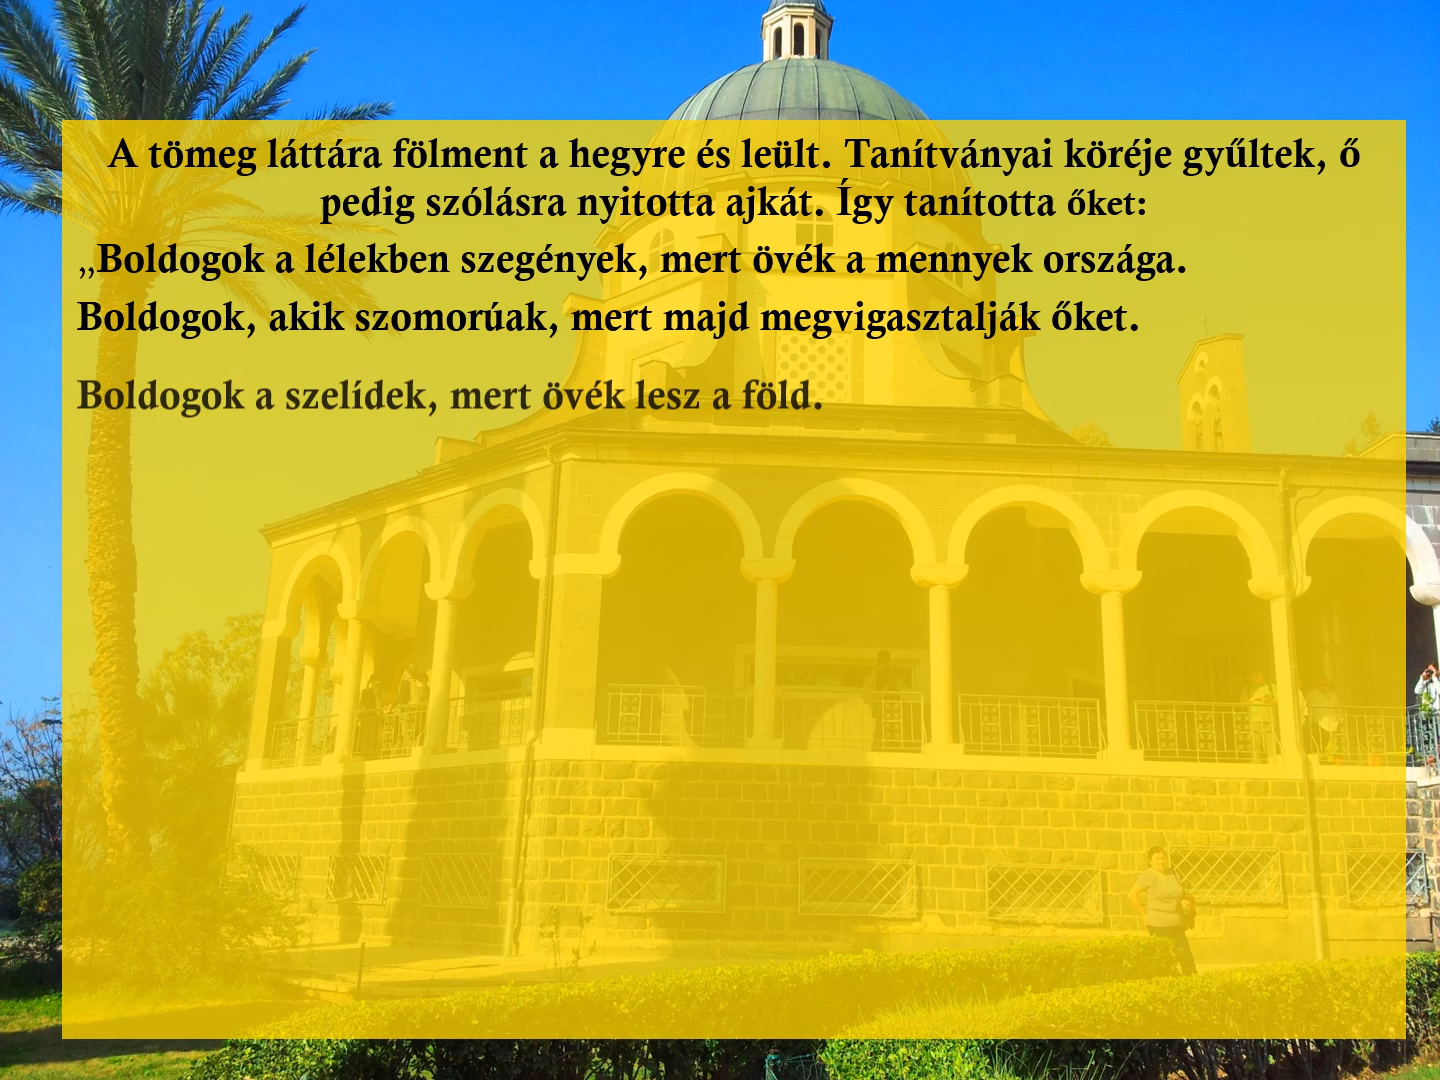 A tömeg láttára fölment a hegyre és leült. Tanítványai köréje gyűltek, ő
pedig szólásra nyitotta ajkát. Így tanította őket:
„Boldogok a lélekben szegények, mert övék a mennyek országa.
Boldogok, akik szomorúak, mert majd megvigasztalják őket.
Boldogok a szelídek, mert övék lesz a föld.